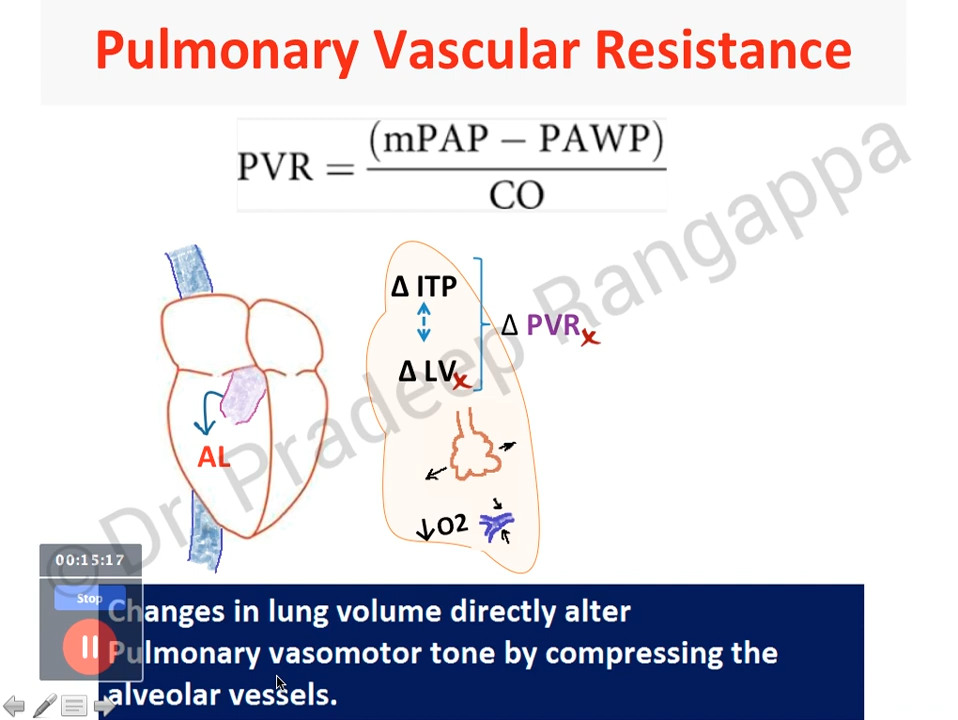 Pulmonary Vascular Resistance
PVR = (mPAP − PAWP)
CO
Δ ITP
Δ PVR
Δ LV
AL
↓O2
© Dr. Pradeep Rangappa
00:15:17
Stop
Changes in lung volume directly alter
Pulmonary vasomotor tone by compressing the
alveolar vessels.